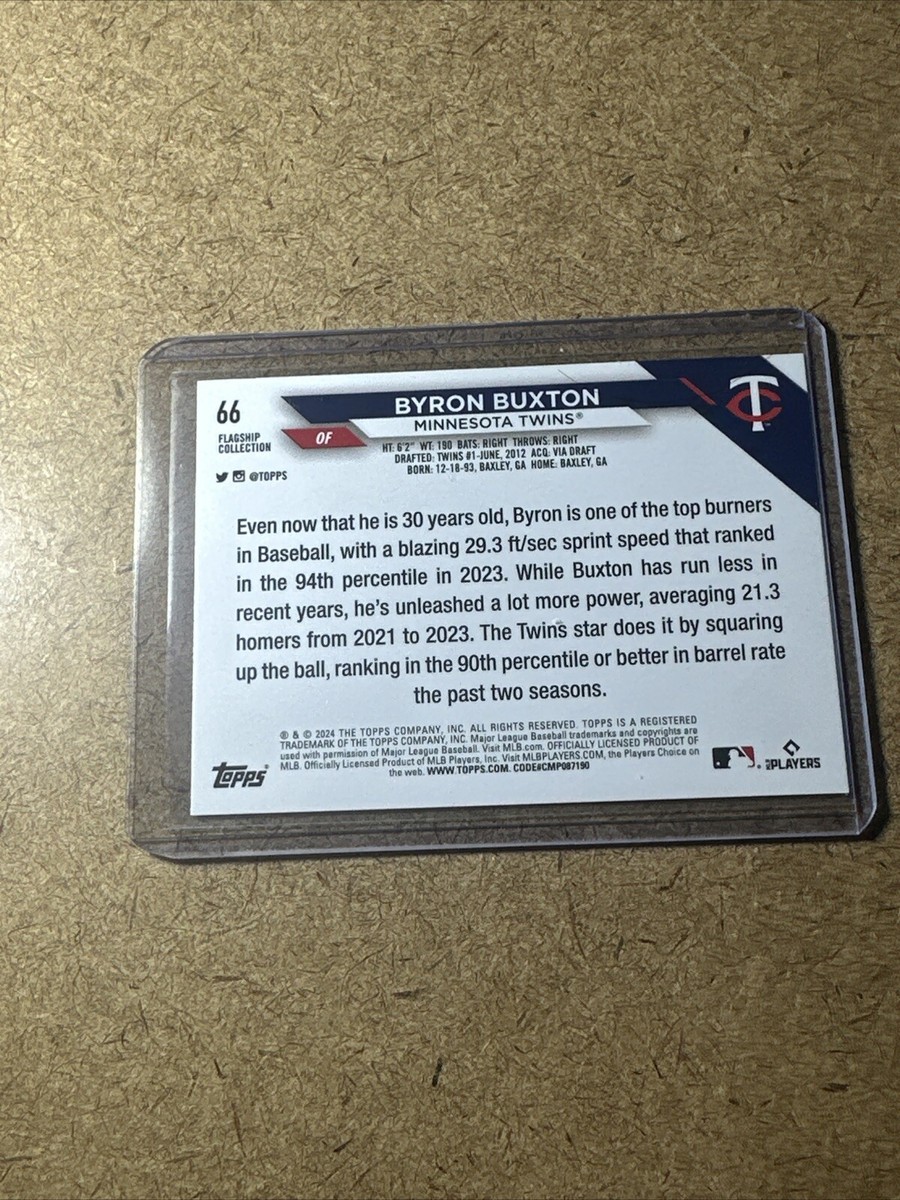 66
FLAGSHIP
COLLECTION
@TOPPS
BYRON BUXTON
MINNESOTA TWINS®
OF
HT: 6'2" WT: 190 BATS: RIGHT THROWS: RIGHT
DRAFTED: TWINS #1-JUNE, 2012 ACQ: VIA DRAFT
BORN: 12-18-93, BAXLEY, GA HOME: BAXLEY, GA
TC
Even now that he is 30 years old, Byron is one of the top burners
in Baseball, with a blazing 29.3 ft/sec sprint speed that ranked
in the 94th percentile in 2023. While Buxton has run less in
recent years, he's unleashed a lot more power, averaging 21.3
homers from 2021 to 2023. The Twins star does it by squaring
up the ball, ranking in the 90th percentile or better in barrel rate
the past two seasons.
® & © 2024 THE TOPPS COMPANY, INC. ALL RIGHTS RESERVED. TOPPS IS A REGISTERED
TRADEMARK OF THE TOPPS COMPANY, INC. Major League Baseball trademarks and copyrights are
used with permission of Major League Baseball. Visit MLB.com. OFFICIALLY LICENSED PRODUCT OF
MLB. Officially Licensed Product of MLB Players, Inc. Visit MLBPLAYERS.COM, the Players Choice on
the web. WWW.TOPPS.COM. CODE#CMP087190
Topps®
MLB PLAYERS